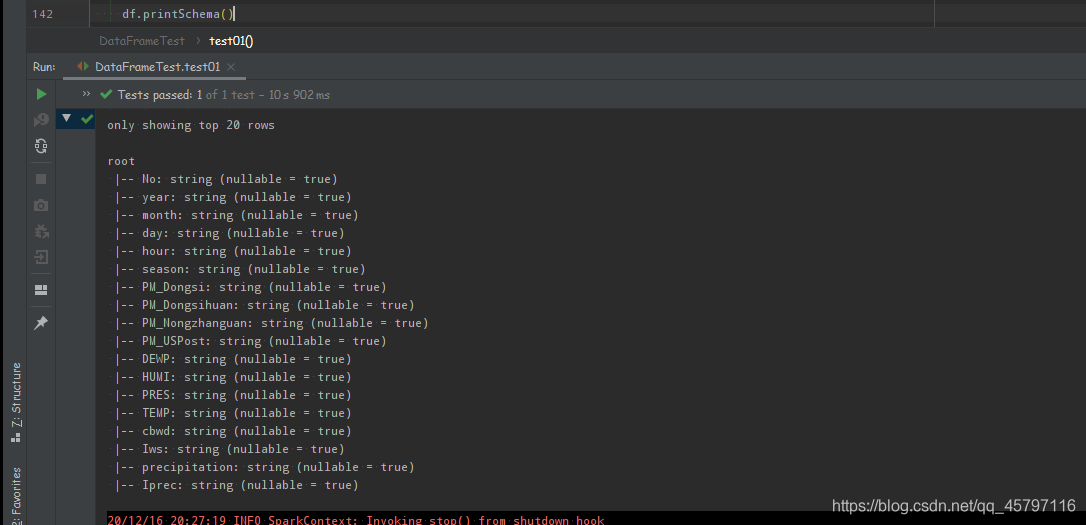 142 df.printSchema()
DataFrameTest > test01()
Run: DataFrameTest.test01 ×
>> Tests passed: 1 of 1 test – 10 s 902 ms
only showing top 20 rows
root
|-- No: string (nullable = true)
|-- year: string (nullable = true)
|-- month: string (nullable = true)
|-- day: string (nullable = true)
|-- hour: string (nullable = true)
|-- season: string (nullable = true)
|-- PM_Dongsi: string (nullable = true)
|-- PM_Dongsihuan: string (nullable = true)
|-- PM_Nongzhanguan: string (nullable = true)
|-- PM_USPost: string (nullable = true)
|-- DEWP: string (nullable = true)
|-- HUMI: string (nullable = true)
|-- PRES: string (nullable = true)
|-- TEMP: string (nullable = true)
|-- cbwd: string (nullable = true)
|-- Iws: string (nullable = true)
|-- precipitation: string (nullable = true)
|-- Iprec: string (nullable = true)
20/12/16 20:27:19 INFO SparkContext: Invoking stop() from shutdown hook
Z: Structure
2: Favorites
https://blog.csdn.net/qq_45797116